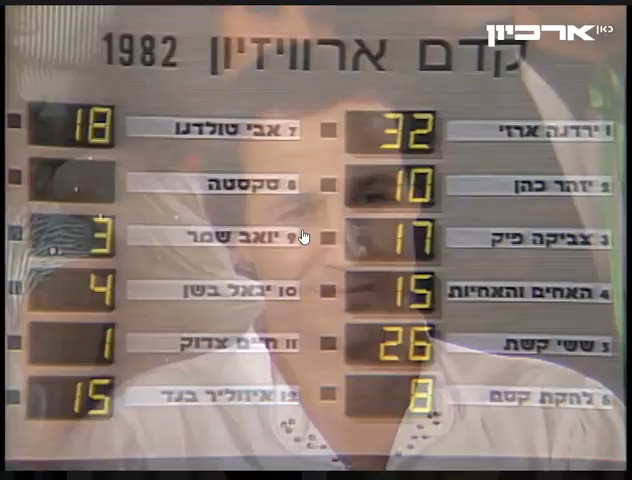 כאן ארכיון
קדם ארוויזיון 1982
1 ירדנה ארזי 32
2 יזהר כהן 10
3 צביקה פיק 17
4 האחים והאחיות 15
5 ששי קשת 26
6 להקת קסם 8
7 אבי טולדנו 18
8 סקסטה
9 יואב שמר 3
10 יגאל בשן 4
11 חיים צדוק 1
12 איזוליר בנד 15